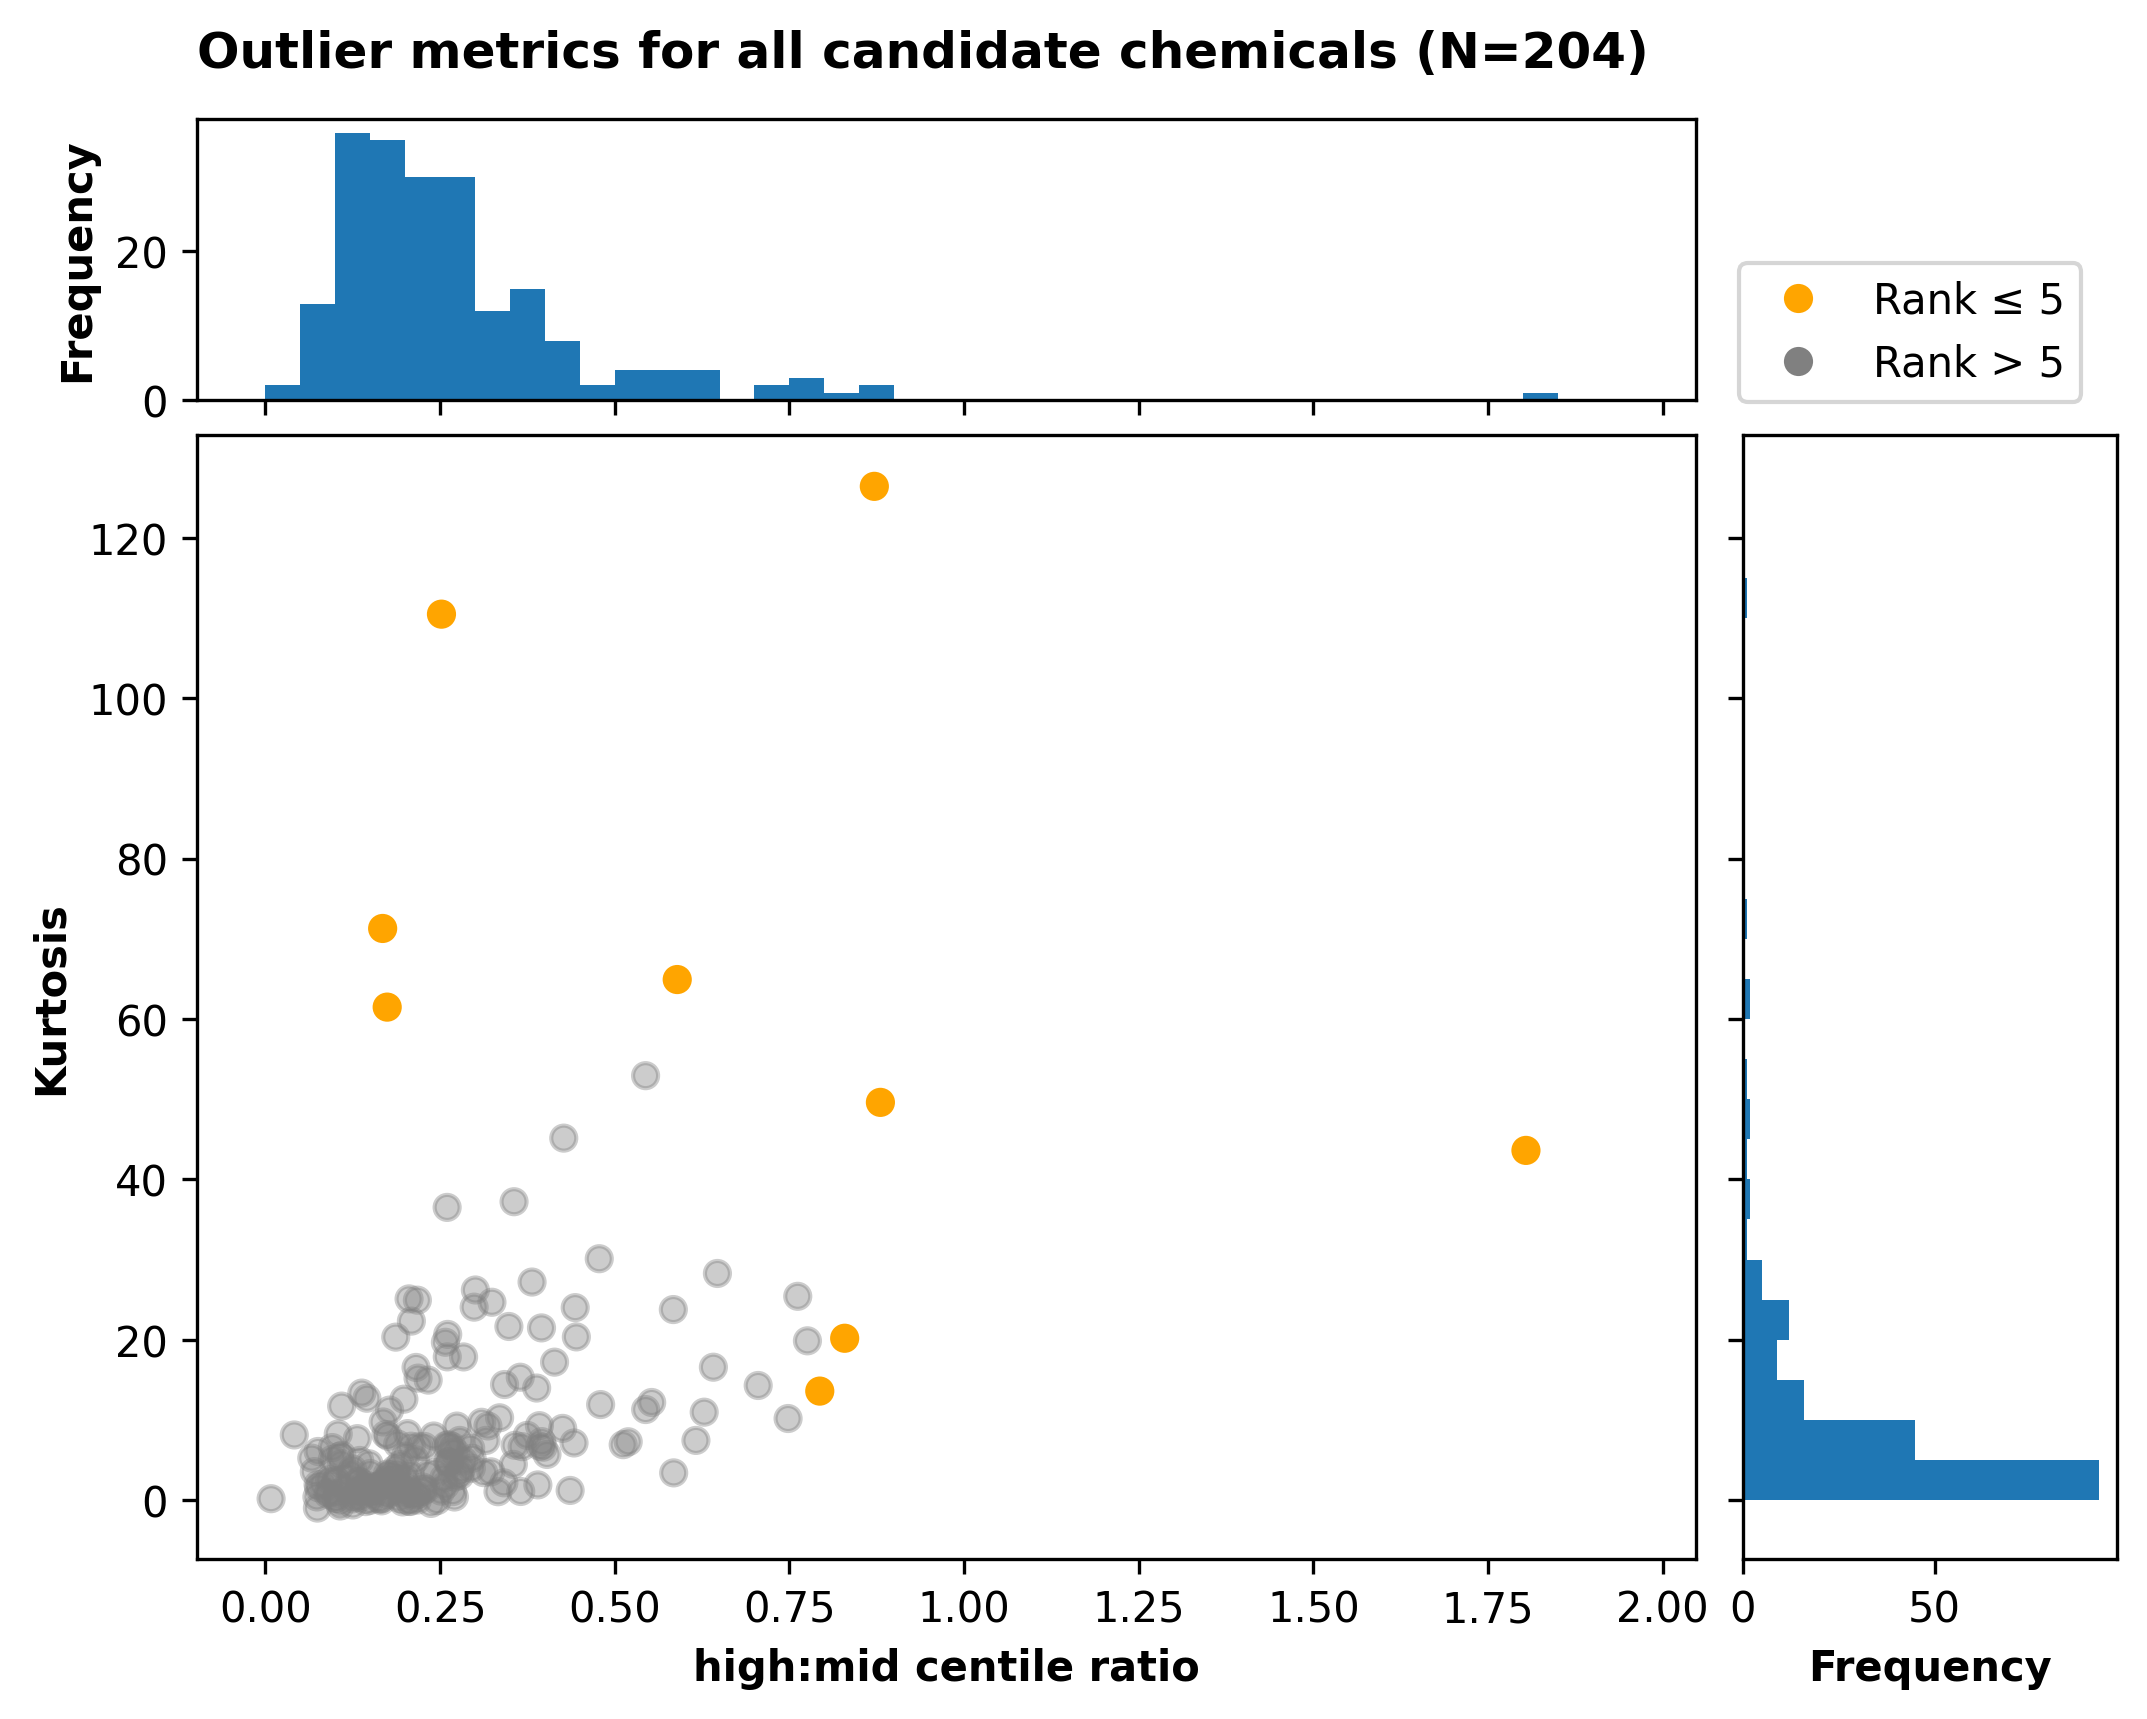 Outlier metrics for all candidate chemicals (N=204)
Frequency
20
0
Rank ≤ 5
Rank > 5
Kurtosis
120
100
80
60
40
20
0
0.00 0.25 0.50 0.75 1.00 1.25 1.50 1.75 2.00
high:mid centile ratio
0 50
Frequency